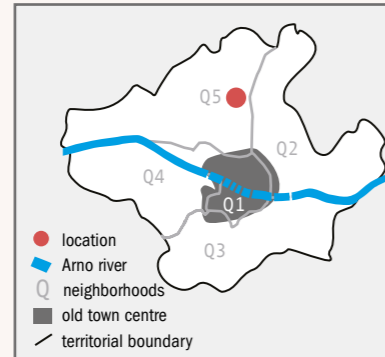 Q5
Q2
Q4
Q1
Q3
location
Arno river
Q neighborhoods
old town centre
territorial boundary